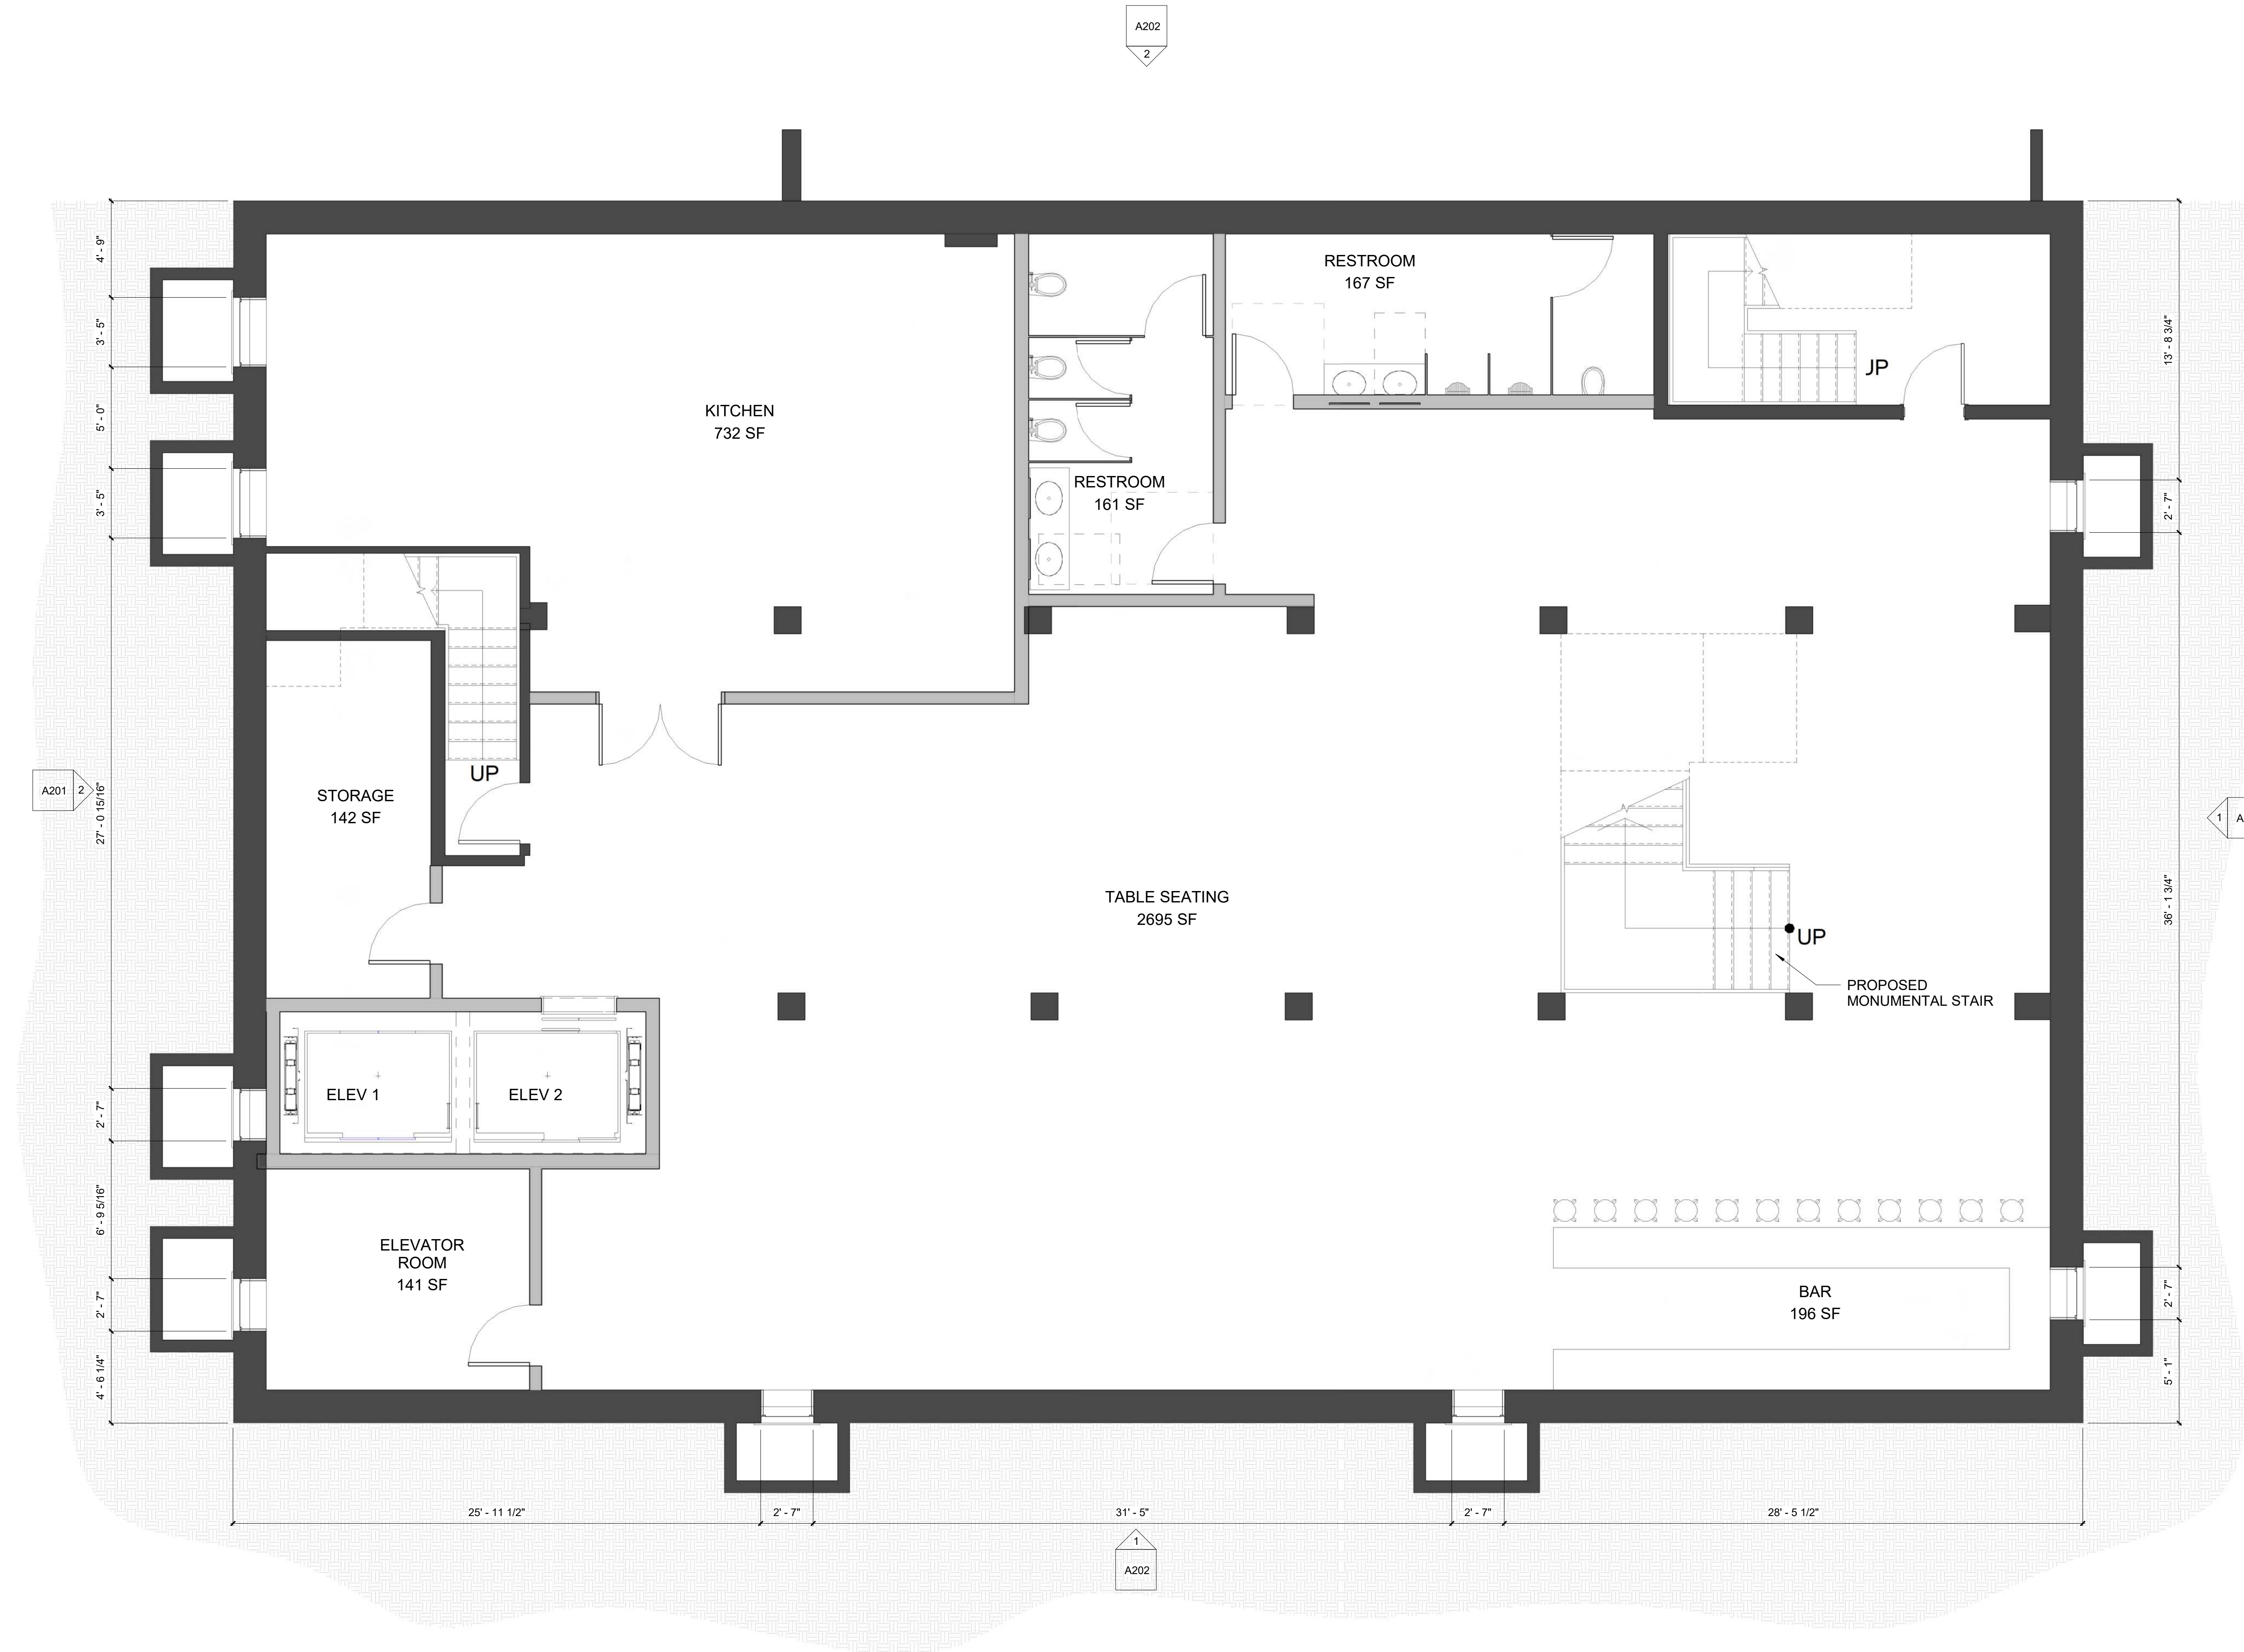 A202
2
4' - 9"
3' - 5"
5' - 0"
3' - 5"
27' - 0 15/16"
2' - 7"
6' - 9 5/16"
2' - 7"
4' - 6 1/4"
A201 2
KITCHEN
732 SF
RESTROOM
161 SF
RESTROOM
167 SF
UP
STORAGE
142 SF
UP
TABLE SEATING
2695 SF
UP
PROPOSED
MONUMENTAL STAIR
ELEV 1
ELEV 2
ELEVATOR
ROOM
141 SF
BAR
196 SF
13' - 8 3/4"
2' - 7"
36' - 1 3/4"
2' - 7"
5' - 1"
1 A
25' - 11 1/2"
2' - 7"
31' - 5"
2' - 7"
28' - 5 1/2"
1
A202